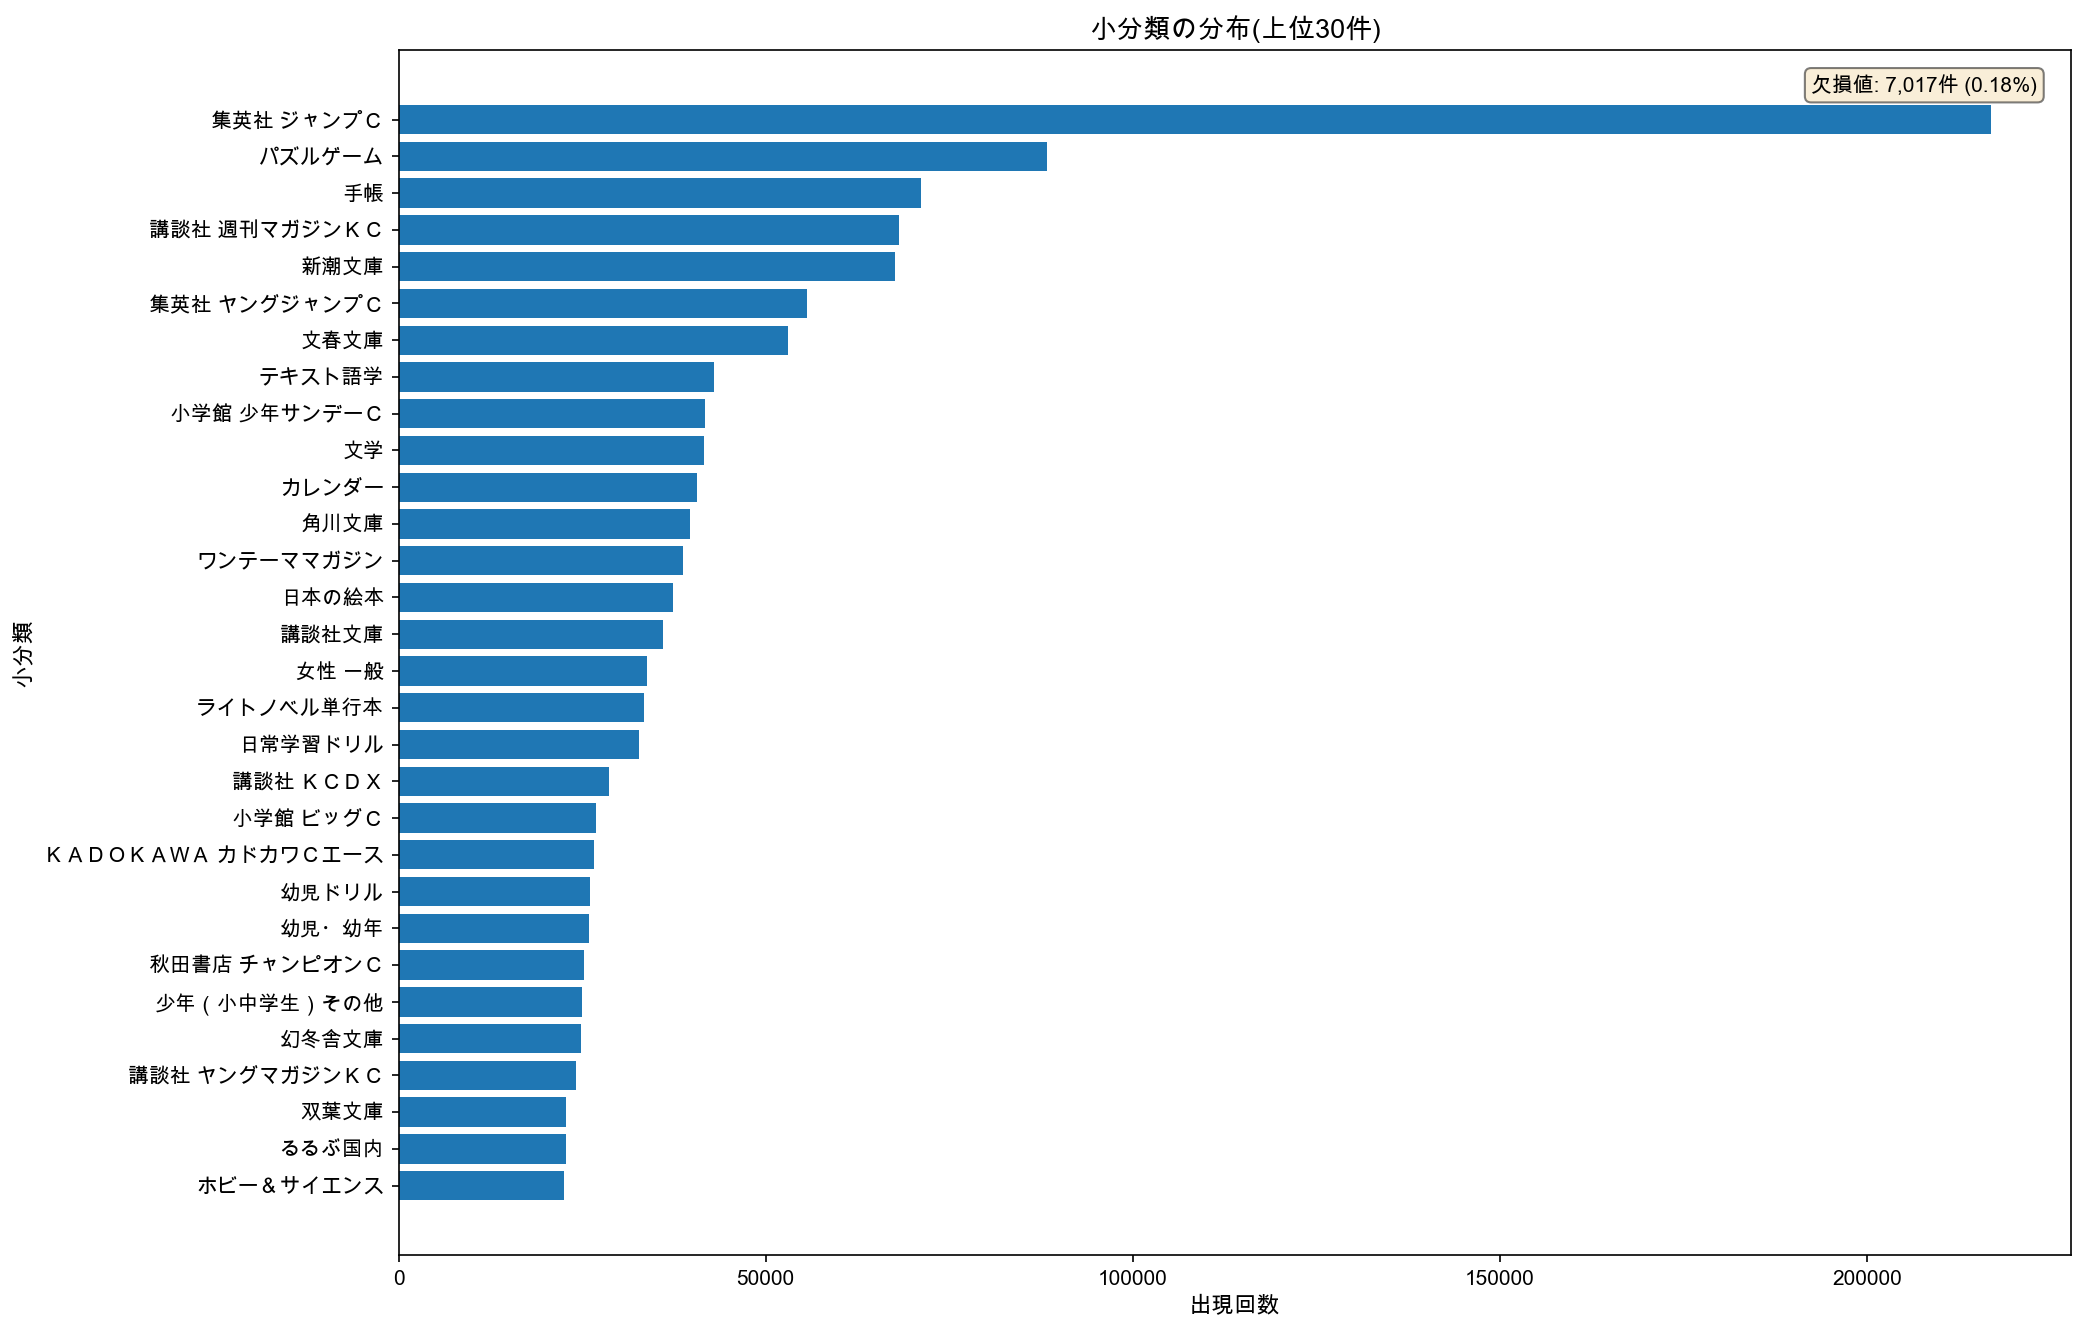 小分類の分布(上位30件)
欠損値: 7,017件 (0.18%)
集英社 ジャンプＣ
パズルゲーム
手帳
講談社 週刊マガジンＫＣ
新潮文庫
集英社 ヤングジャンプＣ
文春文庫
テキスト語学
小学館 少年サンデーＣ
文学
カレンダー
角川文庫
ワンテーママガジン
日本の絵本
講談社文庫
女性 一般
ライトノベル単行本
日常学習ドリル
講談社 ＫＣＤＸ
小学館 ビッグＣ
ＫＡＤＯＫＡＷＡ カドカワＣエース
幼児ドリル
幼児・幼年
秋田書店 チャンピオンＣ
少年（小中学生）その他
幻冬舎文庫
講談社 ヤングマガジンＫＣ
双葉文庫
るるぶ国内
ホビー＆サイエンス
小分類
0 50000 100000 150000 200000
出現回数